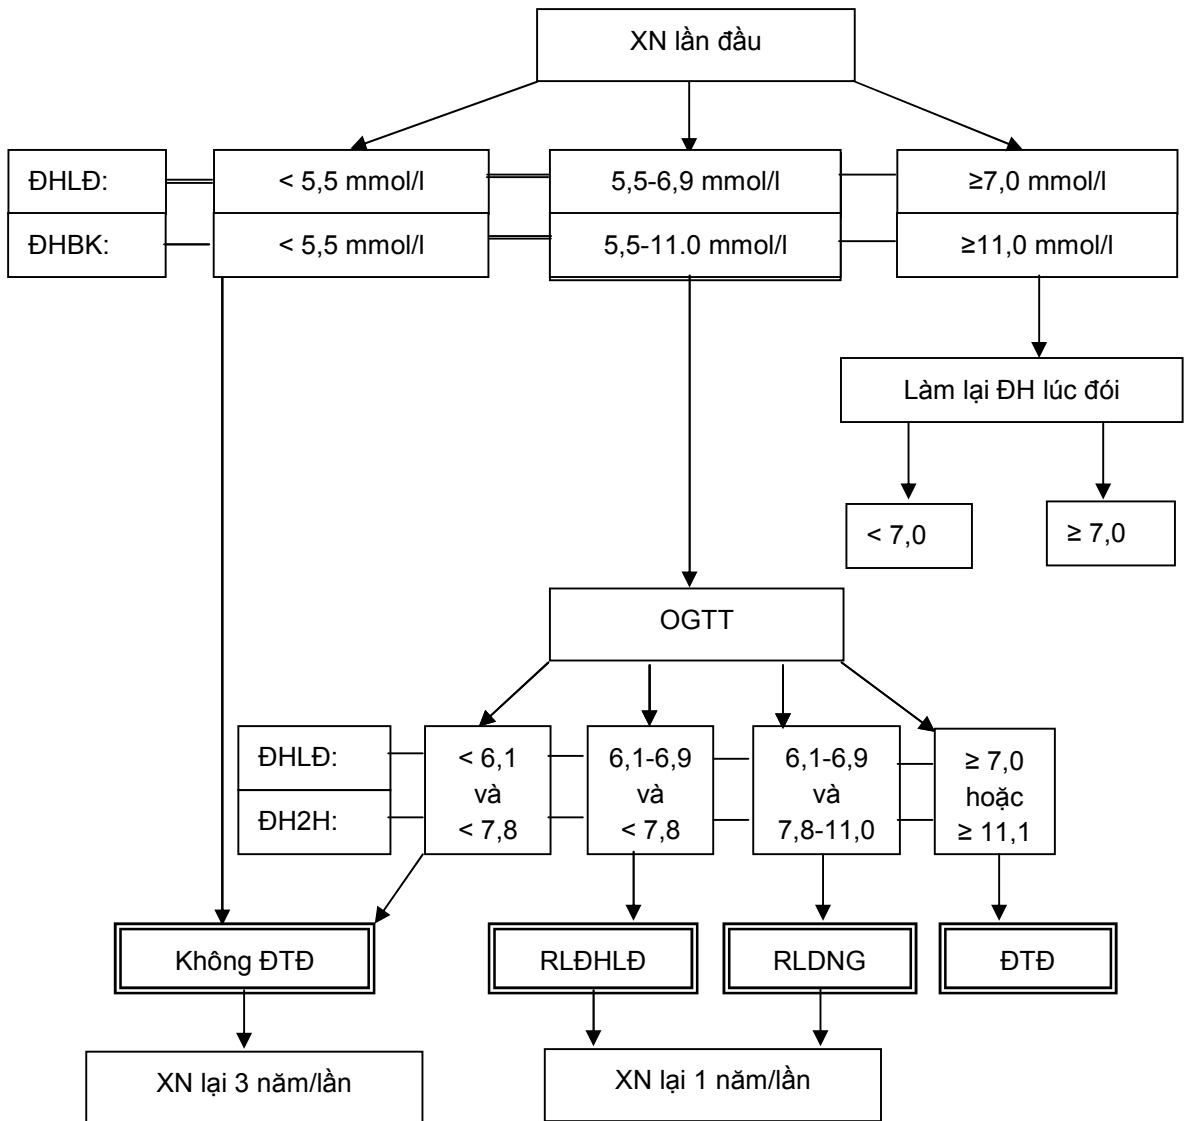 XN lần đầu
ĐHLĐ:
< 5,5 mmol/l
5,5-6,9 mmol/l
≥7,0 mmol/l
ĐHBK:
< 5,5 mmol/l
5,5-11.0 mmol/l
≥11,0 mmol/l
Làm lại ĐH lúc đói
< 7,0
≥ 7,0
OGTT
ĐHLĐ:
ĐH2H:
< 6,1
và
< 7,8
6,1-6,9
và
< 7,8
6,1-6,9
và
7,8-11,0
≥ 7,0
hoặc
≥ 11,1
Không ĐTĐ
RLĐHLĐ
RLDNG
ĐTĐ
XN lại 3 năm/lần
XN lại 1 năm/lần